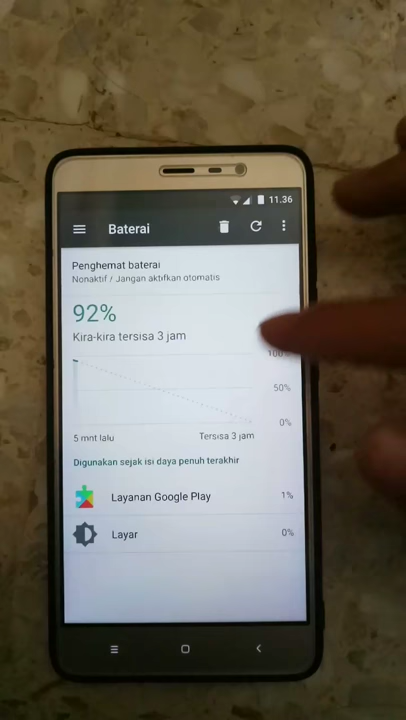 11.36
Baterai
Penghemat baterai
Nonaktif / Jangan aktifkan otomatis
92%
Kira-kira tersisa 3 jam
100%
50%
0%
5 mnt lalu Tersisa 3 jam
Digunakan sejak isi daya penuh terakhir
Layanan Google Play 1%
Layar 0%